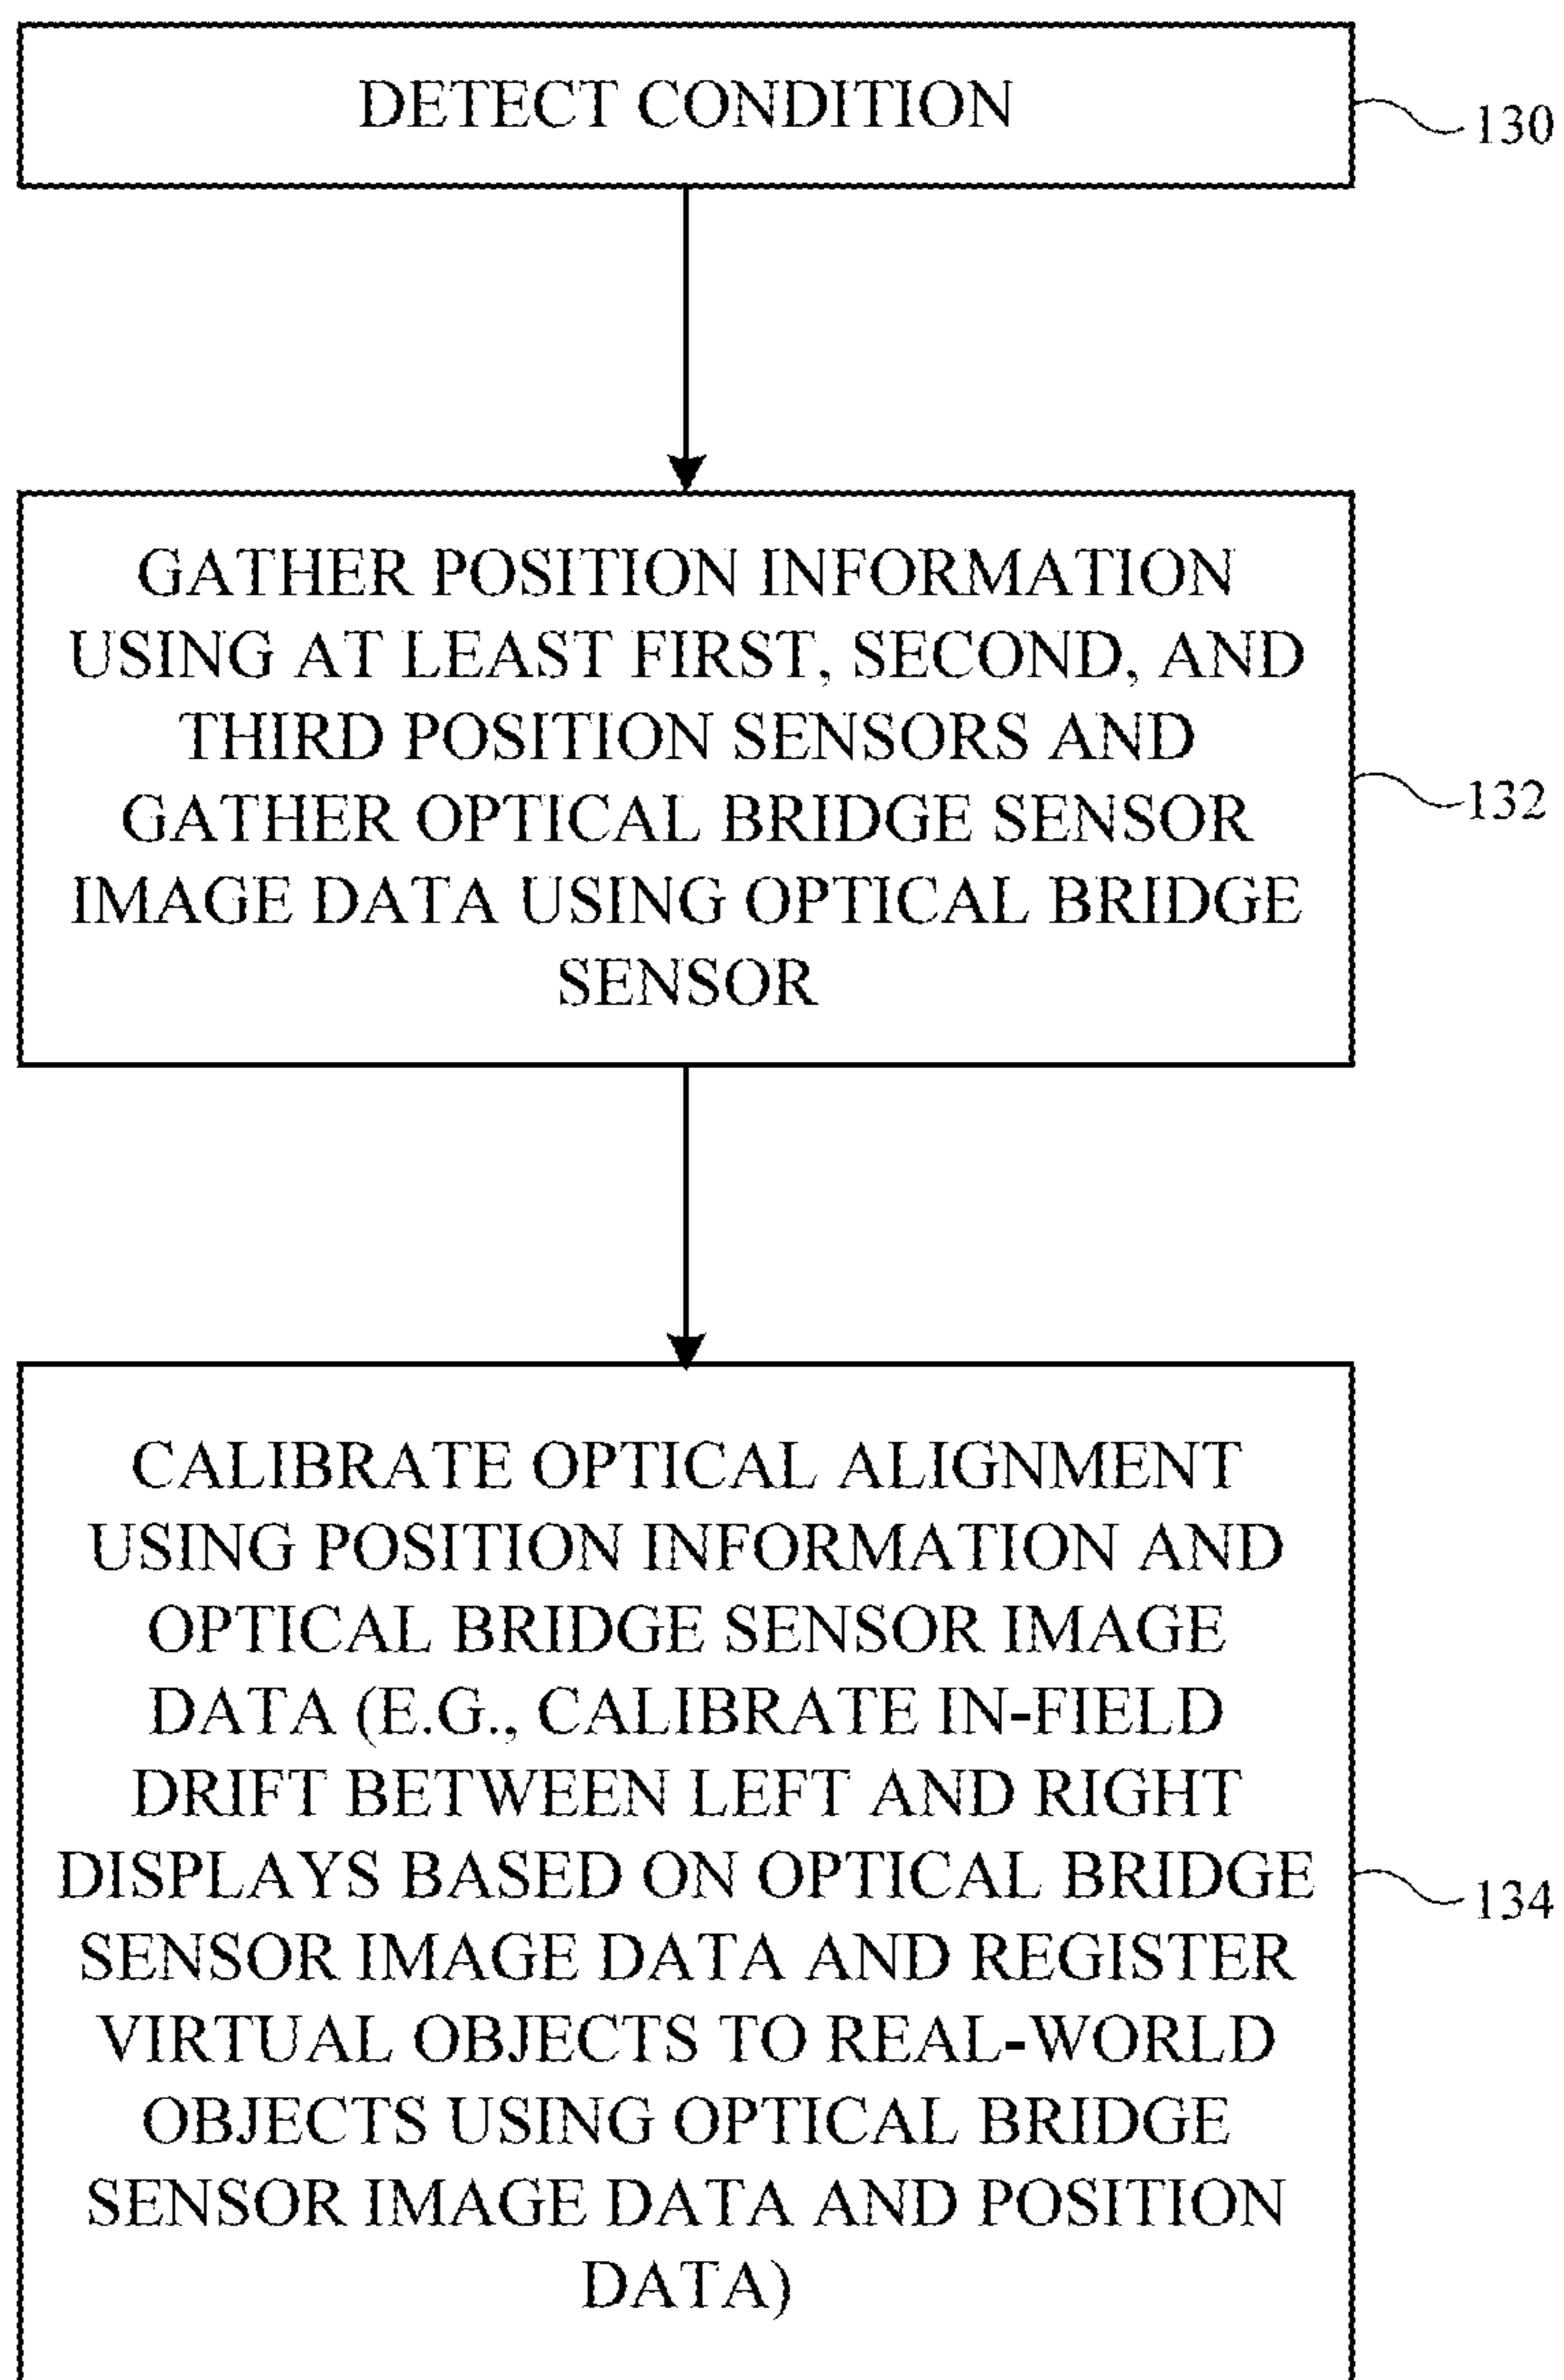 DETECT CONDITION
130
GATHER POSITION INFORMATION
USING AT LEAST FIRST, SECOND, AND
THIRD POSITION SENSORS AND
GATHER OPTICAL BRIDGE SENSOR
IMAGE DATA USING OPTICAL BRIDGE
SENSOR
132
CALIBRATE OPTICAL ALIGNMENT
USING POSITION INFORMATION AND
OPTICAL BRIDGE SENSOR IMAGE
DATA (E.G., CALIBRATE IN-FIELD
DRIFT BETWEEN LEFT AND RIGHT
DISPLAYS BASED ON OPTICAL BRIDGE
SENSOR IMAGE DATA AND REGISTER
VIRTUAL OBJECTS TO REAL-WORLD
OBJECTS USING OPTICAL BRIDGE
SENSOR IMAGE DATA AND POSITION
DATA)
134